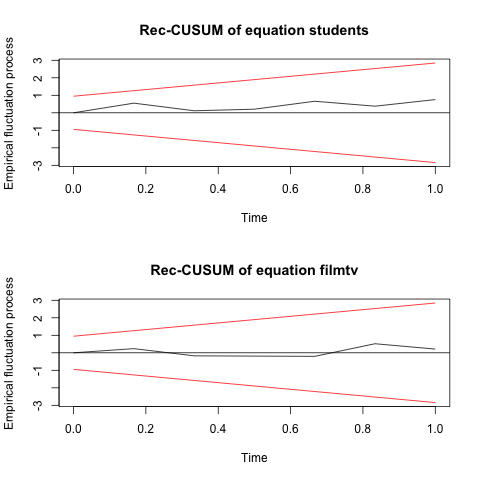 Rec-CUSUM of equation students
Empirical fluctuation process
3
1
-1
-3
0.0 0.2 0.4 0.6 0.8 1.0
Time
Rec-CUSUM of equation filmtv
Empirical fluctuation process
3
1
-1
-3
0.0 0.2 0.4 0.6 0.8 1.0
Time